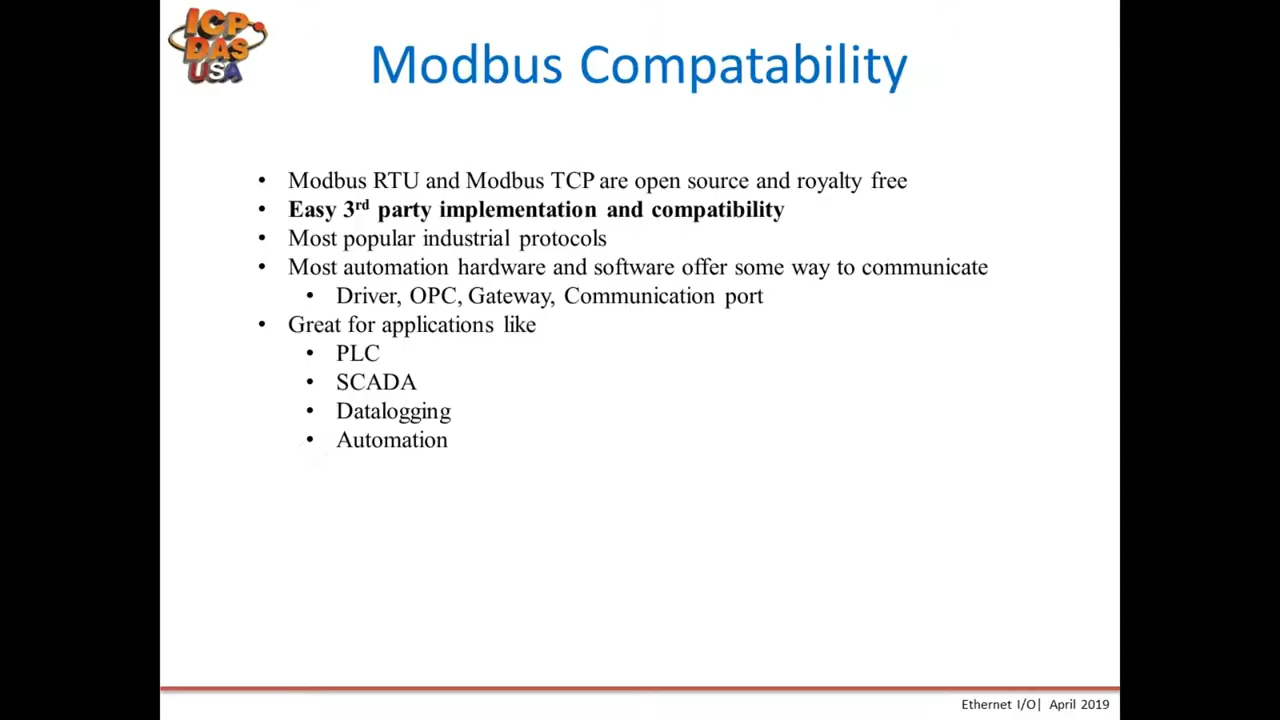 ICP
DAS
USA
Modbus Compatability
• Modbus RTU and Modbus TCP are open source and royalty free
• Easy 3rd party implementation and compatibility
• Most popular industrial protocols
• Most automation hardware and software offer some way to communicate
• Driver, OPC, Gateway, Communication port
• Great for applications like
• PLC
• SCADA
• Datalogging
• Automation
Ethernet I/O| April 2019